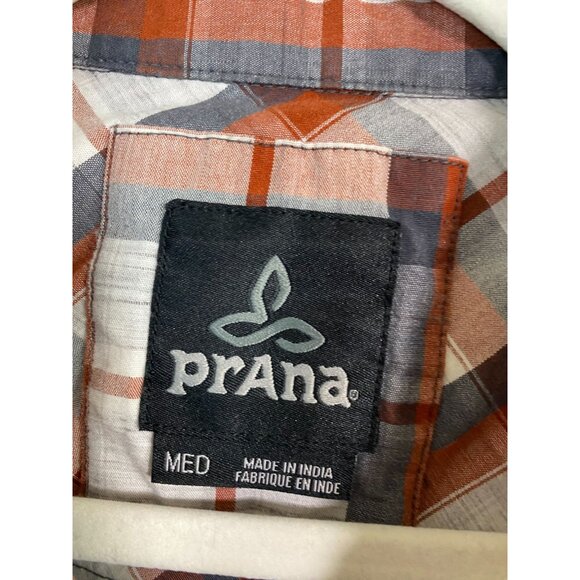 prAna®
MED
MADE IN INDIA
FABRIQUE EN INDE